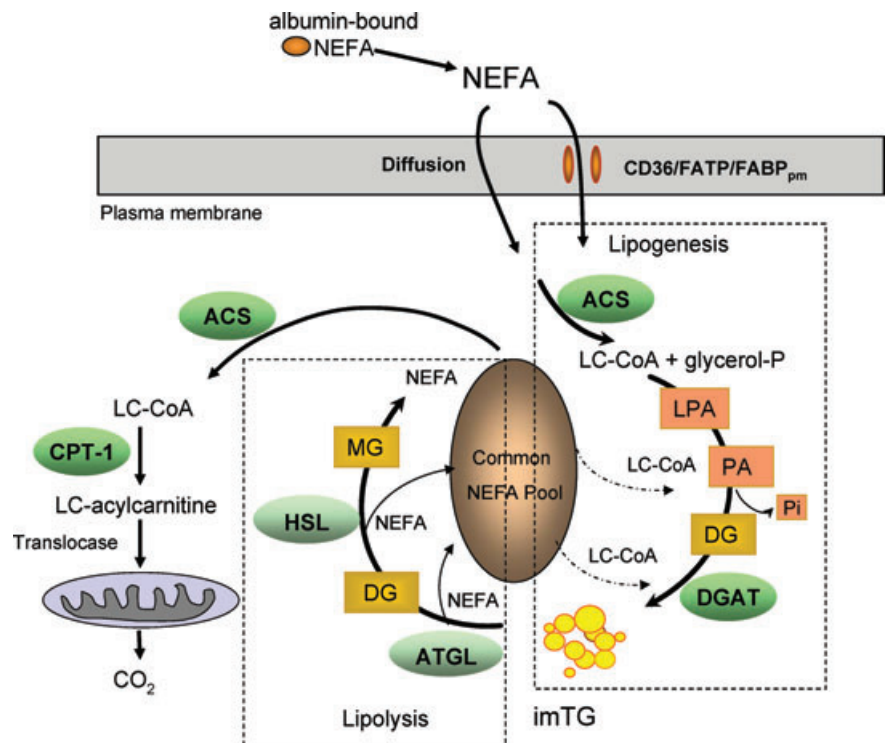 albumin-bound
NEFA
NEFA
Diffusion
CD36/FATP/FABPpm
Plasma membrane
Lipogenesis
ACS
ACS
LC-CoA + glycerol-P
NEFA
LC-CoA
LPA
CPT-1
MG
Common
NEFA Pool
LC-CoA
PA
LC-acylcarnitine
HSL
NEFA
Pi
Translocase
DG
LC-CoA
DG
NEFA
DGAT
ATGL
CO2
Lipolysis
imTG